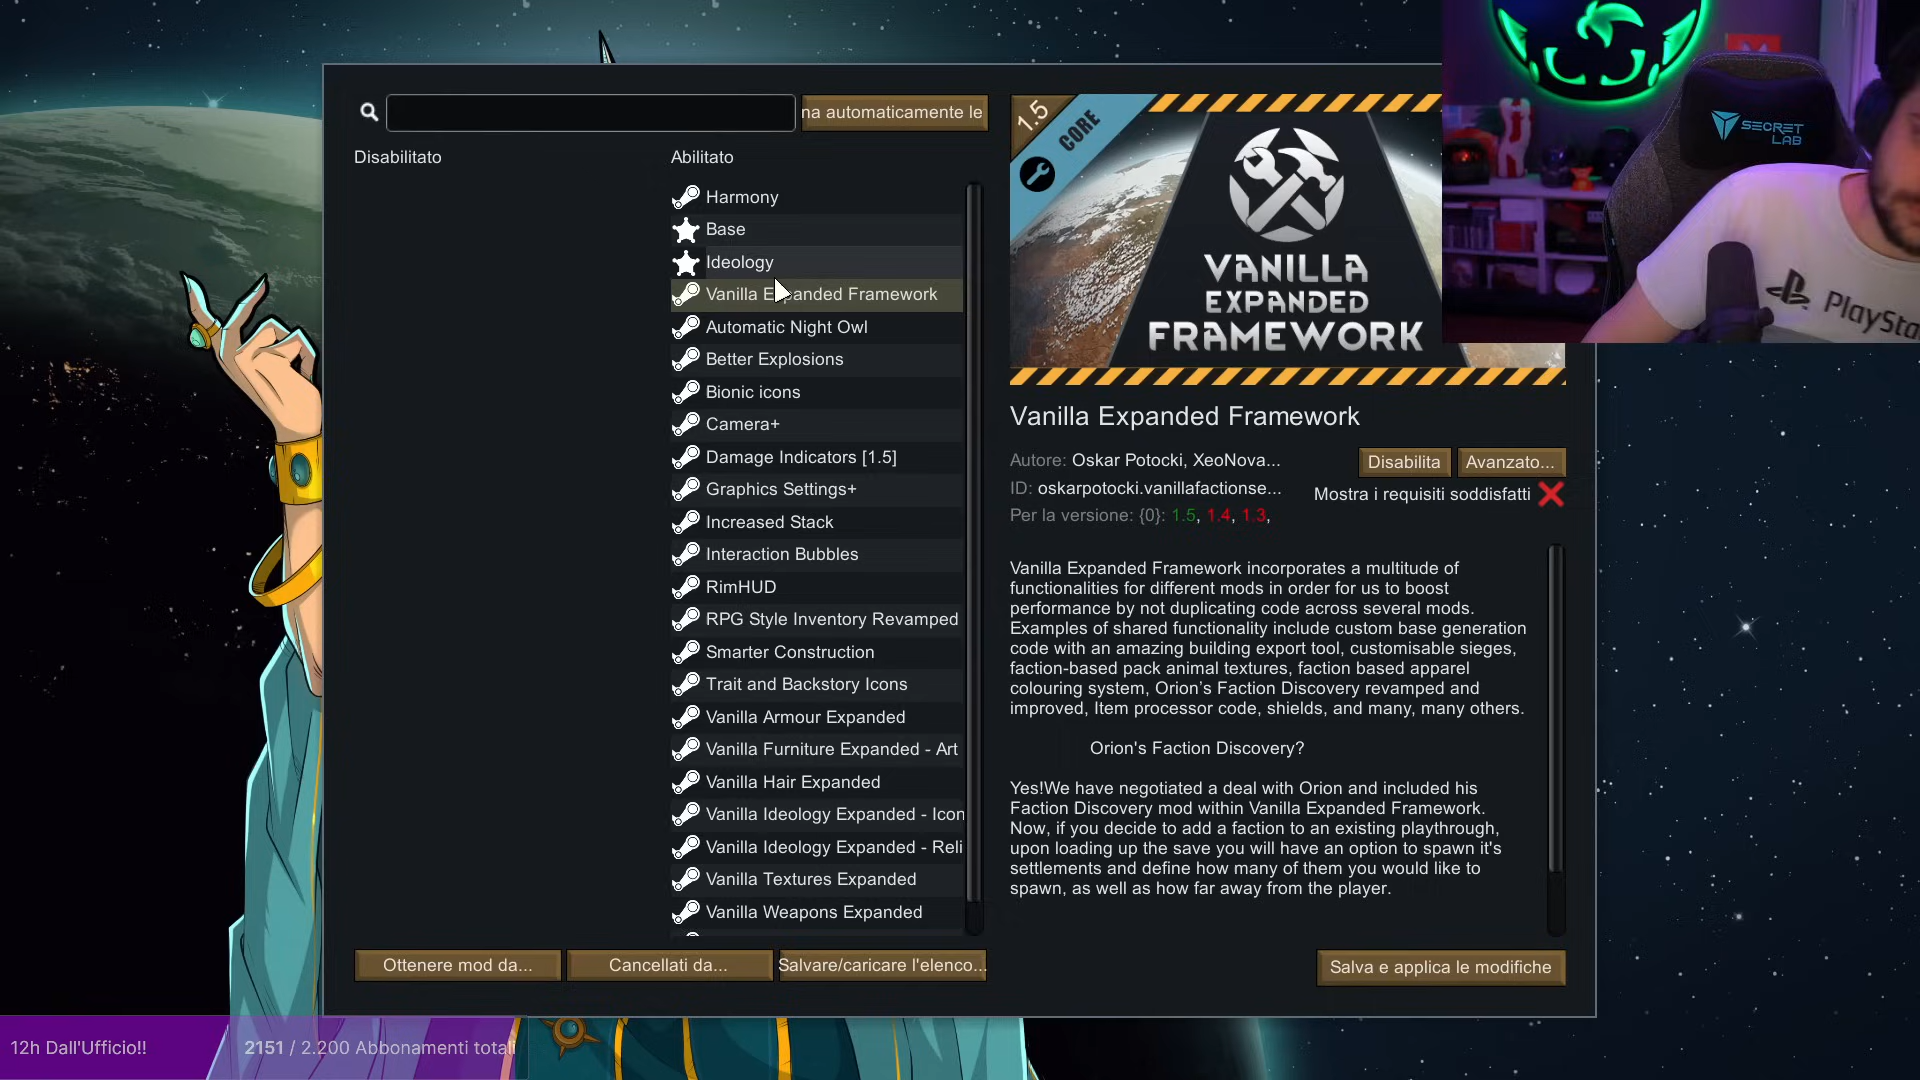 na automaticamente le
Disabilitato
Abilitato
Harmony
Base
Ideology
Vanilla Expanded Framework
Automatic Night Owl
Better Explosions
Bionic icons
Camera+
Damage Indicators [1.5]
Graphics Settings+
Increased Stack
Interaction Bubbles
RimHUD
RPG Style Inventory Revamped
Smarter Construction
Trait and Backstory Icons
Vanilla Armour Expanded
Vanilla Furniture Expanded - Art
Vanilla Hair Expanded
Vanilla Ideology Expanded - Icon
Vanilla Ideology Expanded - Reli
Vanilla Textures Expanded
Vanilla Weapons Expanded
Ottenere mod da...
Cancellati da...
Salvare/caricare l'elenco...
1.5
CORE
VANILLA
EXPANDED
FRAMEWORK
Vanilla Expanded Framework
Autore: Oskar Potocki, XeoNova...
ID: oskarpotocki.vanillafactionse...
Per la versione: {0}: 1.5, 1.4, 1.3,
Disabilita
Avanzato...
Mostra i requisiti soddisfatti
Vanilla Expanded Framework incorporates a multitude of
functionalities for different mods in order for us to boost
performance by not duplicating code across several mods.
Examples of shared functionality include custom base generation
code with an amazing building export tool, customisable sieges,
faction-based pack animal textures, faction based apparel
colouring system, Orion's Faction Discovery revamped and
improved, Item processor code, shields, and many, many others.
Orion's Faction Discovery?
Yes!We have negotiated a deal with Orion and included his
Faction Discovery mod within Vanilla Expanded Framework.
Now, if you decide to add a faction to an existing playthrough,
upon loading up the save you will have an option to spawn it's
settlements and define how many of them you would like to
spawn, as well as how far away from the player.
Salva e applica le modifiche
SECRET
LAB
PlaySta
12h Dall'Ufficio!!
2151 / 2.200 Abbonamenti totali